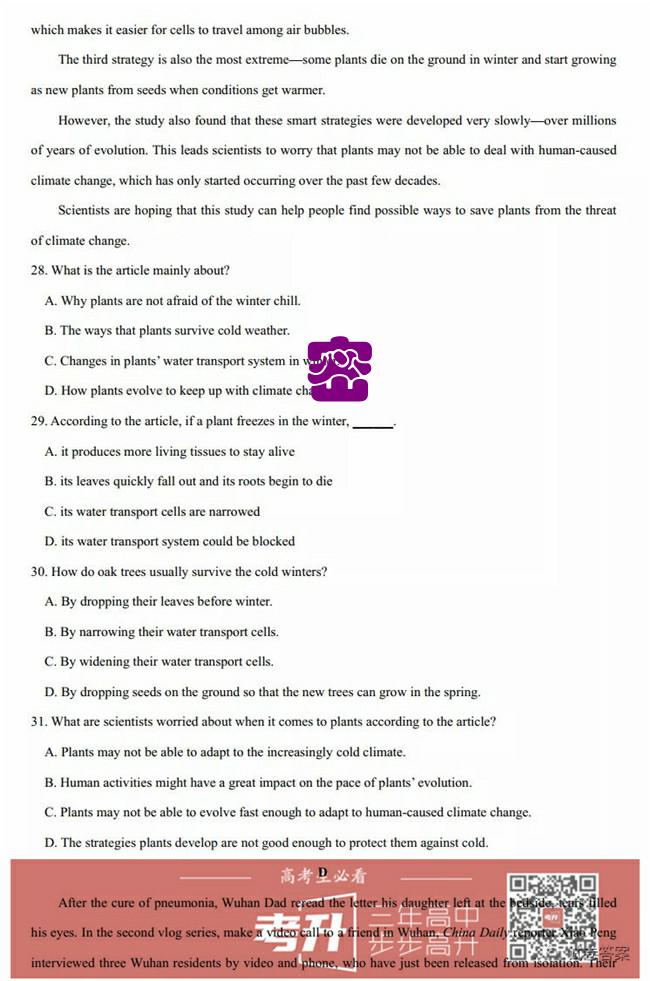 which makes it easier for cells to travel among air bubbles.
The third strategy is also the most extreme—some plants die on the ground in winter and start growing
as new plants from seeds when conditions get warmer.
However, the study also found that these smart strategies were developed very slowly—over millions
of years of evolution. This leads scientists to worry that plants may not be able to deal with human-caused
climate change, which has only started occurring over the past few decades.
Scientists are hoping that this study can help people find possible ways to save plants from the threat
of climate change.
28. What is the article mainly about?
A. Why plants are not afraid of the winter chill.
B. The ways that plants survive cold weather.
C. Changes in plants’ water transport system in
D. How plants evolve to keep up with climate
29. According to the article, if a plant freezes in the winter, ______.
A. it produces more living tissues to stay alive
B. its leaves quickly fall out and its roots begin to die
C. its water transport cells are narrowed
D. its water transport system could be blocked
30. How do oak trees usually survive the cold winters?
A. By dropping their leaves before winter.
B. By narrowing their water transport cells.
C. By widening their water transport cells.
D. By dropping seeds on the ground so that the new trees can grow in the spring.
31. What are scientists worried about when it comes to plants according to the article?
A. Plants may not be able to adapt to the increasingly cold climate.
B. Human activities might have a great impact on the pace of plants’ evolution.
C. Plants may not be able to evolve fast enough to adapt to human-caused climate change.
D. The strategies plants develop are not good enough to protect them against cold.
D
高考生必看
After the cure of pneumonia, Wuhan Dad reread the letter his daughter left at the bedside, tears filled
his eyes. In the second vlog series, make a video call to a friend in Wuhan, China Daily reporter Xiao Peng
interviewed three Wuhan residents by video and phone, who have just been released from isolation. Their
考升
三年高中
步步高升
答案